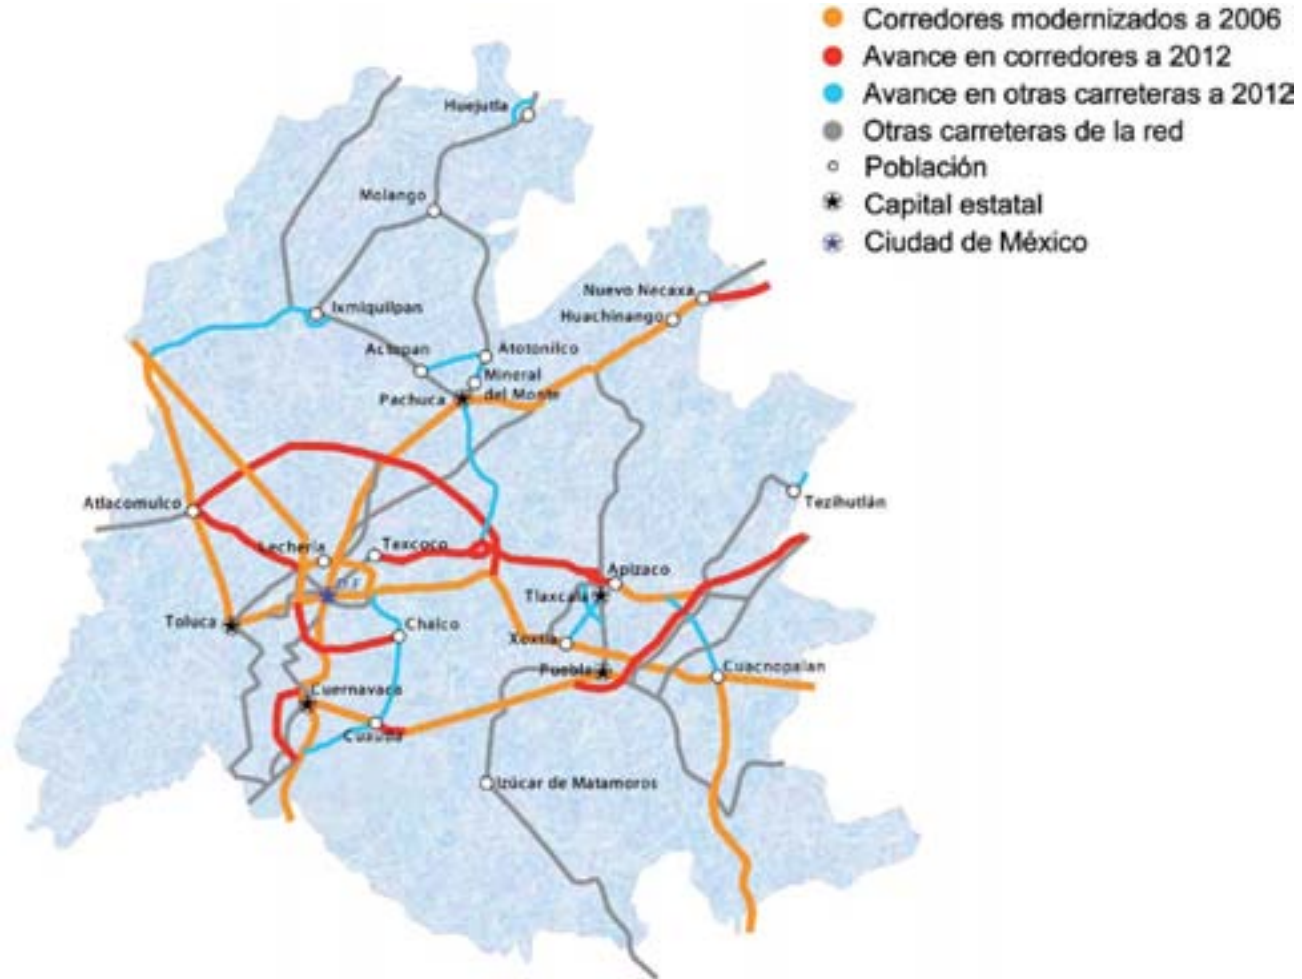 Corredores modernizados a 2006
Avance en corredores a 2012
Avance en otras carreteras a 2012
Otras carreteras de la red
Población
Capital estatal
Ciudad de México
Huejutla
Molango
Nuevo Necaxa
Ixmiquilpan
Huachinango
Actopan
Atotonilco
Mineral
del Monte
Pachuca
Atlacomulco
Tezihutlán
Lechería
Texcoco
Apizaco
D.F.
Tlaxcala
Toluca
Chalco
Xoxtla
Puebla
Cuacnopalan
Cuernavaca
Cuautla
Izúcar de Matamoros